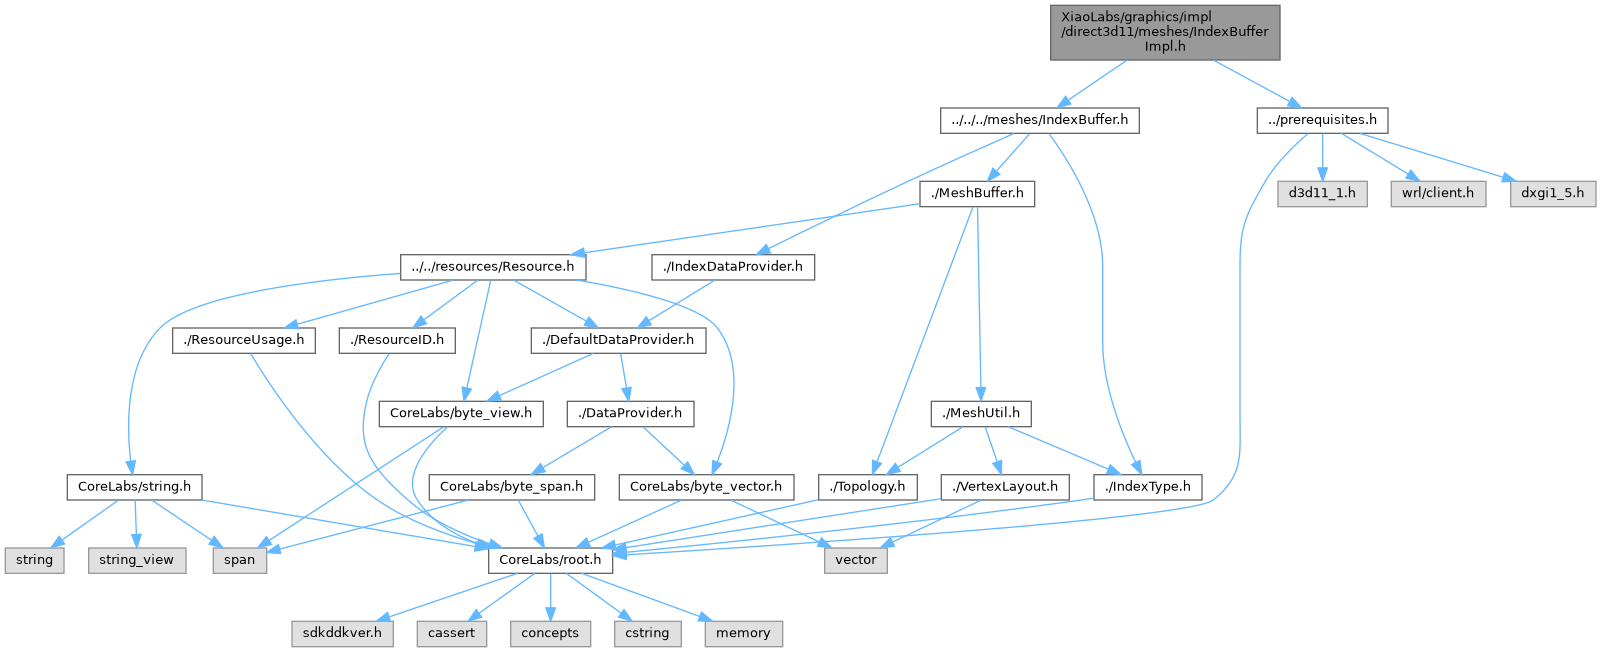 XiaoLabs/graphics/impl
/direct3d11/meshes/IndexBuffer
Impl.h
../../../meshes/IndexBuffer.h
../prerequisites.h
./MeshBuffer.h
d3d11_1.h
wrl/client.h
dxgi1_5.h
../../resources/Resource.h
./IndexDataProvider.h
./ResourceUsage.h
./ResourceID.h
./DefaultDataProvider.h
CoreLabs/byte_view.h
./DataProvider.h
./MeshUtil.h
CoreLabs/string.h
CoreLabs/byte_span.h
CoreLabs/byte_vector.h
./Topology.h
./VertexLayout.h
./IndexType.h
string
string_view
span
CoreLabs/root.h
vector
sdkddkver.h
cassert
concepts
cstring
memory